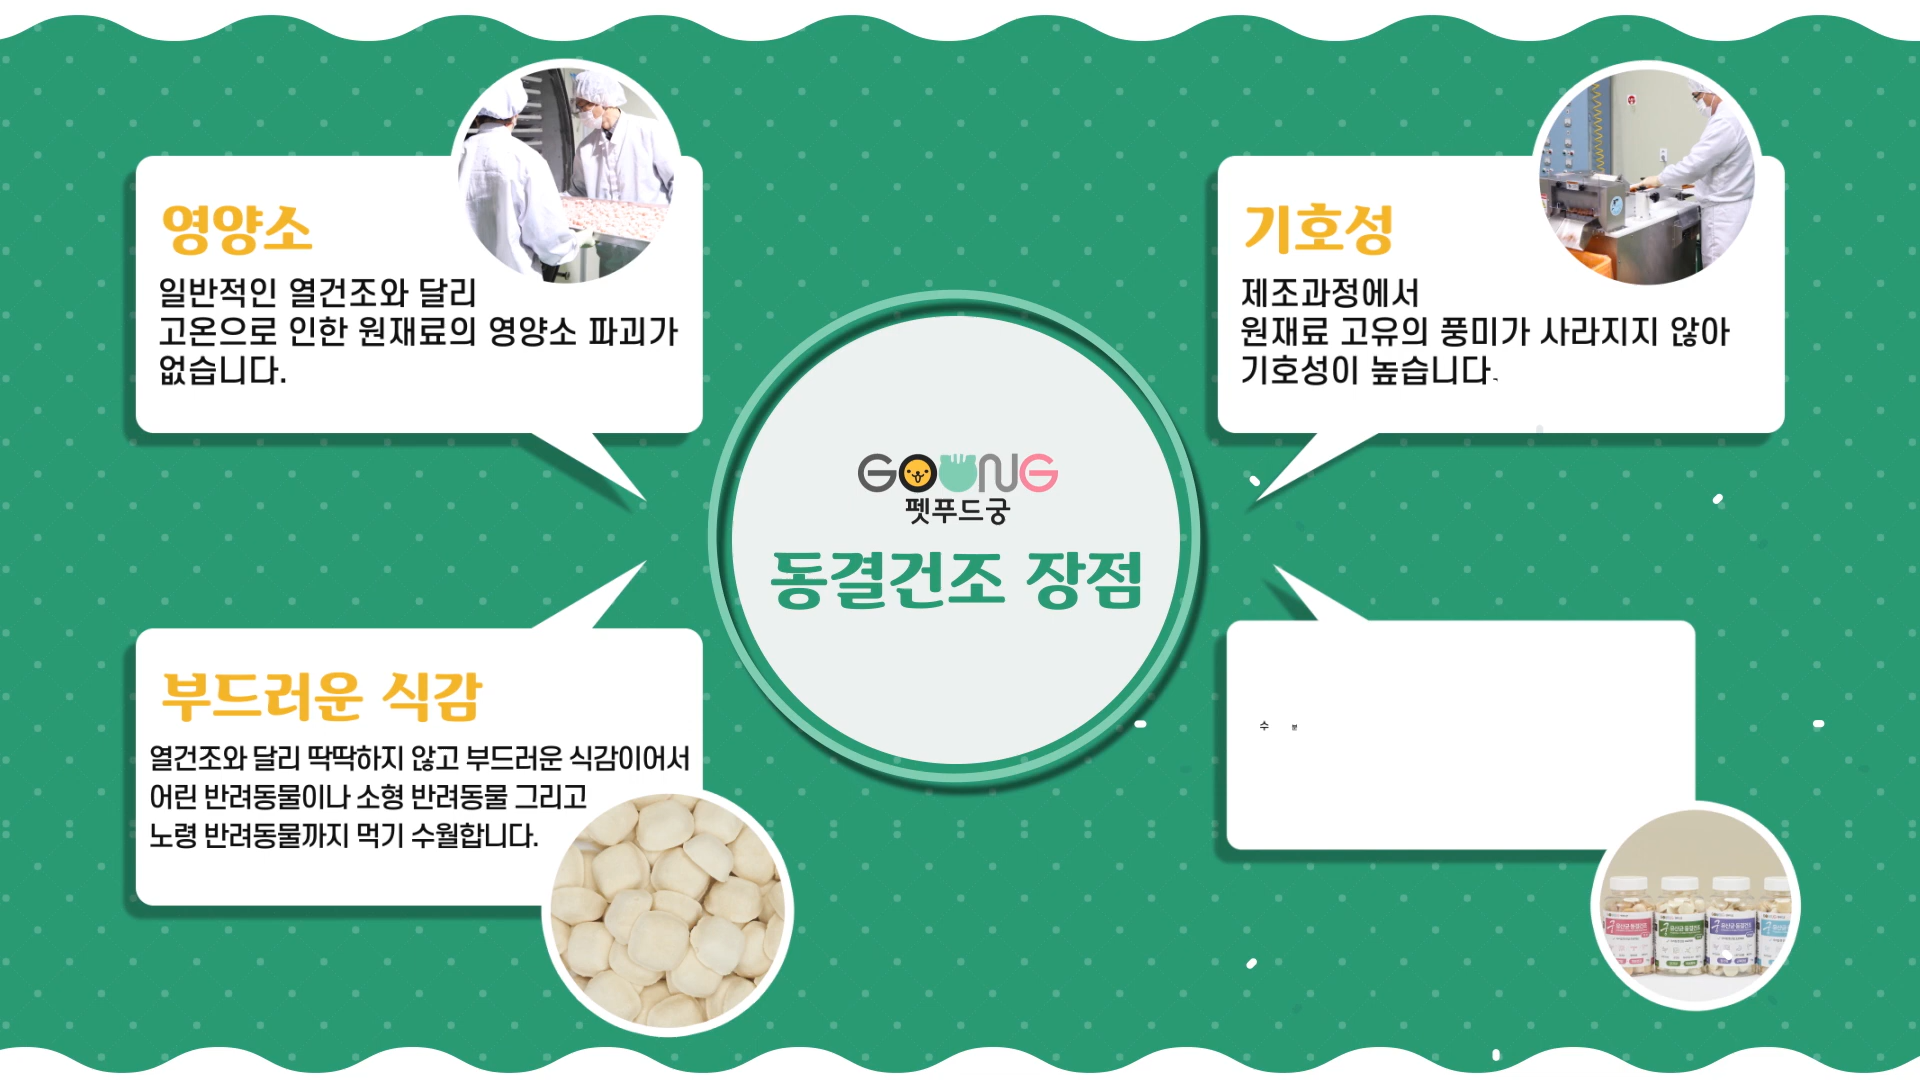 영양소
일반적인 열건조와 달리
고온으로 인한 원재료의 영양소 파괴가
없습니다.
기호성
제조과정에서
원재료 고유의 풍미가 사라지지 않아
기호성이 높습니다.
GOUNG
펫푸드궁
동결건조 장점
부드러운 식감
열건조와 달리 딱딱하지 않고 부드러운 식감이어서
어린 반려동물이나 소형 반려동물 그리고
노령 반려동물까지 먹기 수월합니다.
수 분